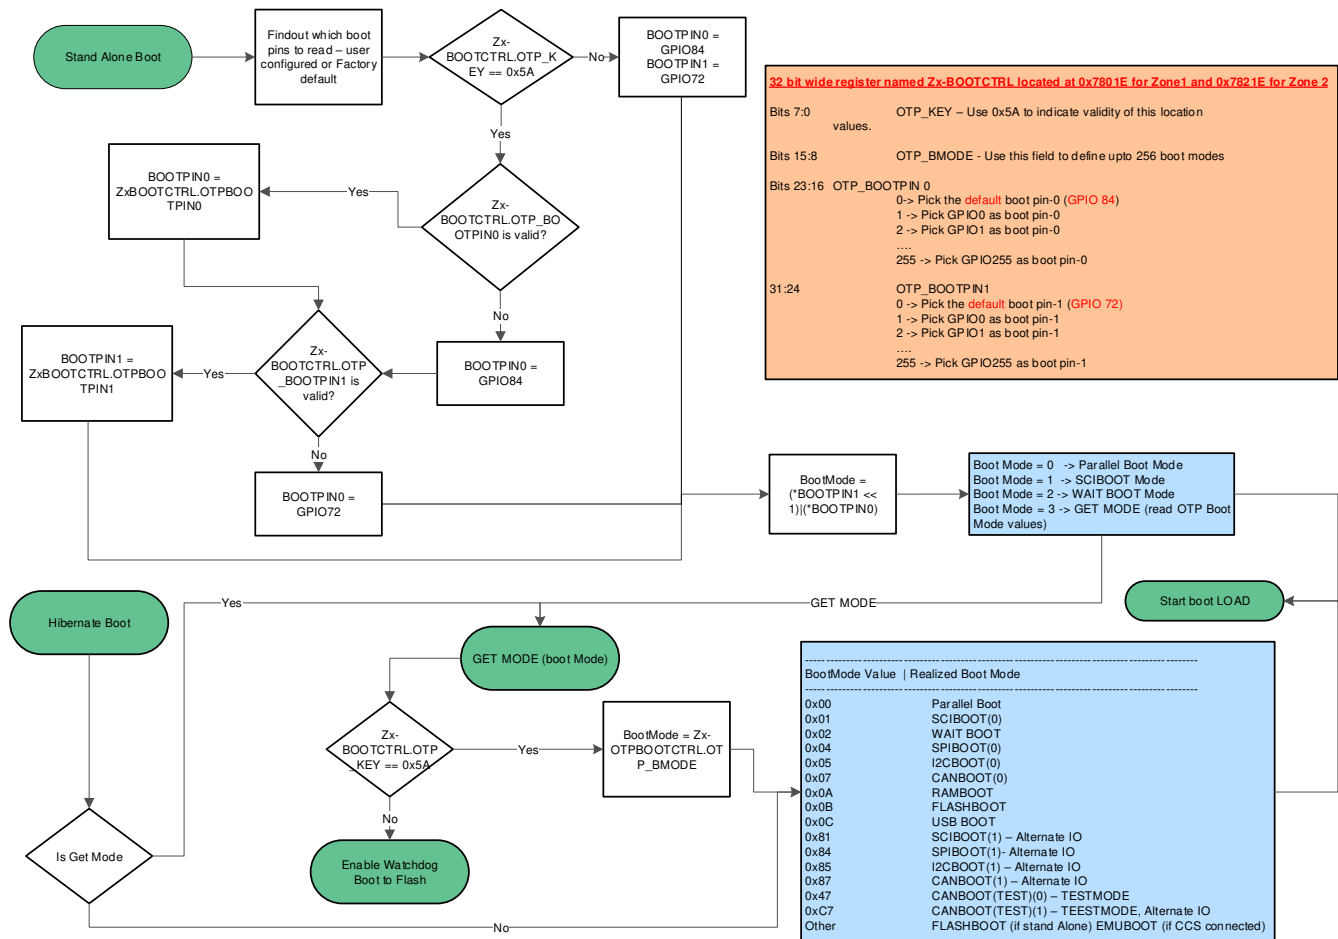 Stand Alone Boot
Findout which boot
pins to read – user
configured or Factory
default
Zx-
BOOTCTRL.OTP_K
EY == 0x5A
No
BOOTPIN0 =
GPIO84
BOOTPIN1 =
GPIO72
32 bit wide register named Zx-BOOTCTRL located at 0x7801E for Zone1 and 0x7821E for Zone 2
Bits 7:0 OTP_KEY – Use 0x5A to indicate validity of this location
values.
Bits 15:8 OTP_BMODE - Use this field to define upto 256 boot modes
Bits 23:16 OTP_BOOTPIN 0
0-> Pick the default boot pin-0 (GPIO 84)
1 -> Pick GPIO0 as boot pin-0
2 -> Pick GPIO1 as boot pin-0
....
255 -> Pick GPIO255 as boot pin-0
31:24 OTP_BOOTPIN1
0 -> Pick the default boot pin-1 (GPIO 72)
1 -> Pick GPIO0 as boot pin-1
2 -> Pick GPIO1 as boot pin-1
....
255 -> Pick GPIO255 as boot pin-1
Yes
BOOTPIN0 =
ZxBOOTCTRL.OTPBOO
TPIN0
Yes
Zx-
BOOTCTRL.OTP_BO
OTPIN0 is valid?
No
BOOTPIN0 =
GPIO84
Zx-
BOOTCTRL.OTP
_BOOTPIN1 is
valid?
Yes
BOOTPIN1 =
ZxBOOTCTRL.OTPBOO
TPIN1
No
BOOTPIN0 =
GPIO72
BootMode =
(*BOOTPIN1 <<
1)|(*BOOTPIN0)
Boot Mode = 0 -> Parallel Boot Mode
Boot Mode = 1 -> SCIBOOT Mode
Boot Mode = 2 -> WAIT BOOT Mode
Boot Mode = 3 -> GET MODE (read OTP Boot
Mode values)
Start boot LOAD
GET MODE
Yes
Hibernate Boot
GET MODE (boot Mode)
Zx-
BOOTCTRL.OTP
_KEY == 0x5A
Yes
BootMode = Zx-
OTPBOOTCTRL.OT
P_BMODE
No
Enable Watchdog
Boot to Flash
Is Get Mode
No
BootMode Value | Realized Boot Mode
0x00 Parallel Boot
0x01 SCIBOOT(0)
0x02 WAIT BOOT
0x04 SPIBOOT(0)
0x05 I2CBOOT(0)
0x07 CANBOOT(0)
0x0A RAMBOOT
0x0B FLASHBOOT
0x0C USB BOOT
0x81 SCIBOOT(1) – Alternate IO
0x84 SPIBOOT(1)- Alternate IO
0x85 I2CBOOT(1) – Alternate IO
0x87 CANBOOT(1) – Alternate IO
0x47 CANBOOT(TEST)(0) – TESTMODE
0xC7 CANBOOT(TEST)(1) – TEESTMODE, Alternate IO
Other FLASHBOOT (if stand Alone) EMUBOOT (if CCS connected)